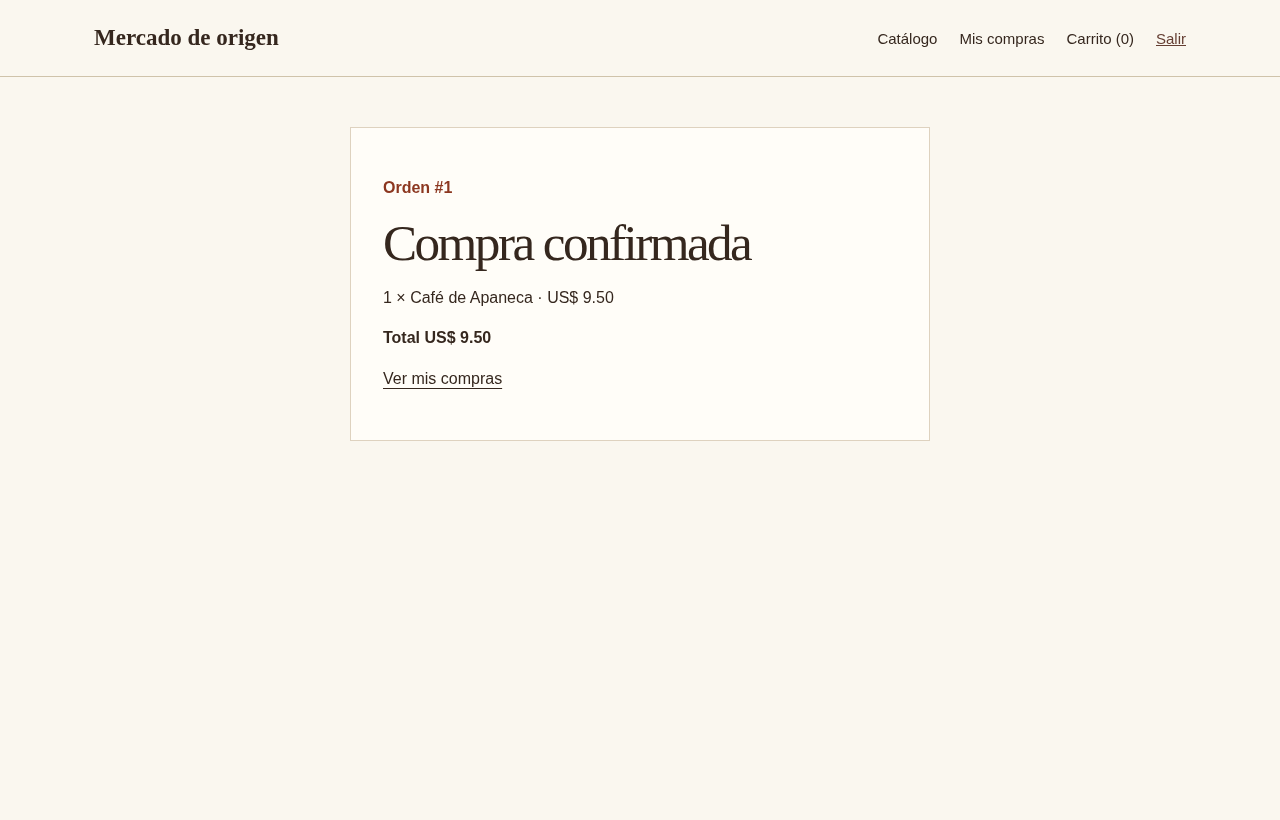 Mercado de origen
Catálogo Mis compras Carrito (0) Salir
Orden #1
Compra confirmada
1 × Café de Apaneca · US$ 9.50
Total US$ 9.50
Ver mis compras